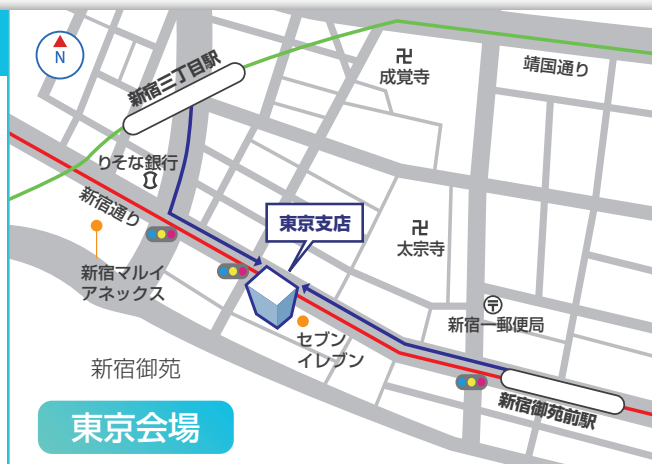 N
新宿三丁目駅
卍
成覚寺
靖国通り
りそな銀行
新宿通り
東京支店
卍
太宗寺
新宿マルイ
アネックス
〒
新宿一郵便局
セブン
イレブン
新宿御苑
新宿御苑前駅
東京会場